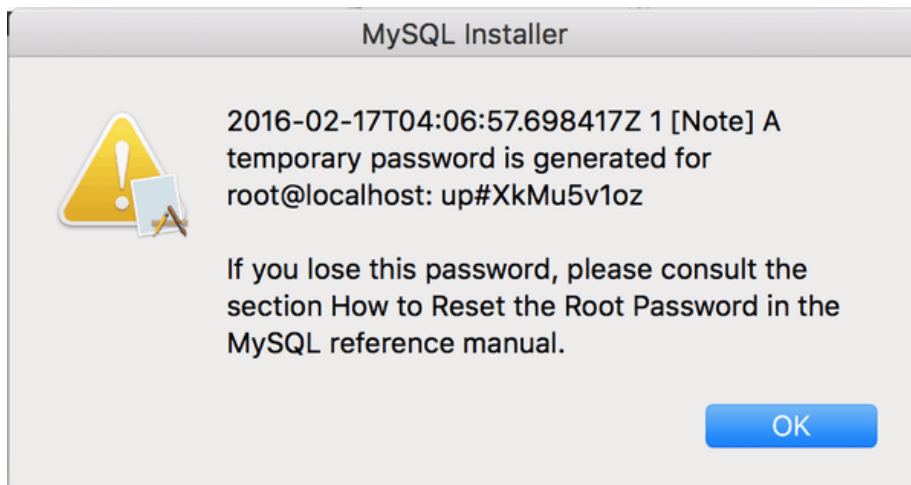 MySQL Installer
2016-02-17T04:06:57.698417Z 1 [Note] A
temporary password is generated for
root@localhost: up#XkMu5v1oz
If you lose this password, please consult the
section How to Reset the Root Password in the
MySQL reference manual.
OK